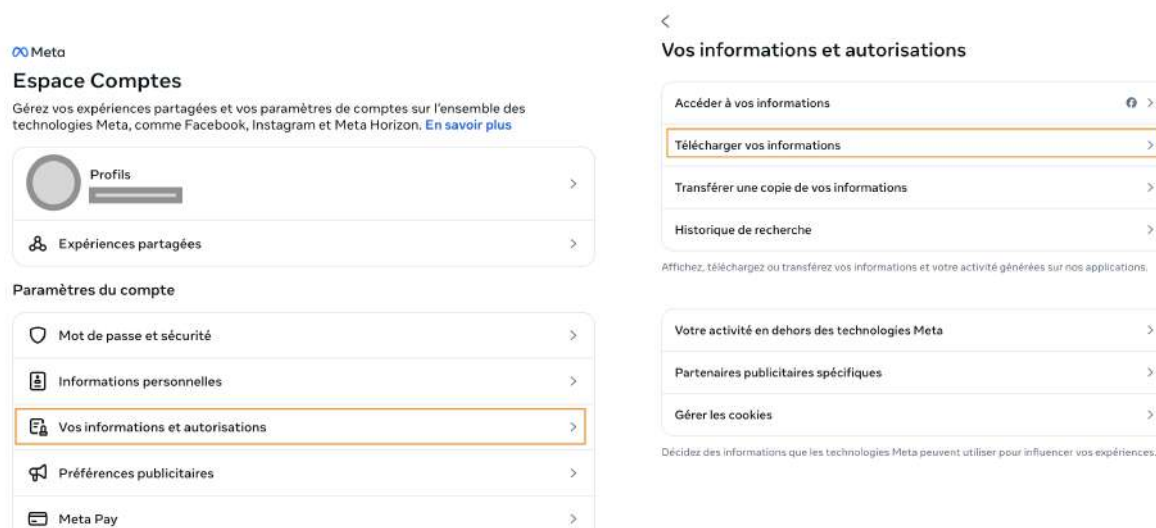 Meta
Espace Comptes
Gérez vos expériences partagées et vos paramètres de comptes sur l'ensemble des
technologies Meta, comme Facebook, Instagram et Meta Horizon. En savoir plus
Profils
Expériences partagées
Paramètres du compte
Mot de passe et sécurité
Informations personnelles
Vos informations et autorisations
Préférences publicitaires
Meta Pay
Vos informations et autorisations
Accéder à vos informations
Télécharger vos informations
Transférer une copie de vos informations
Historique de recherche
Affichez, téléchargez ou transférez vos informations et votre activité générées sur nos applications.
Votre activité en dehors des technologies Meta
Partenaires publicitaires spécifiques
Gérer les cookies
Décidez des informations que les technologies Meta peuvent utiliser pour influencer vos expériences.